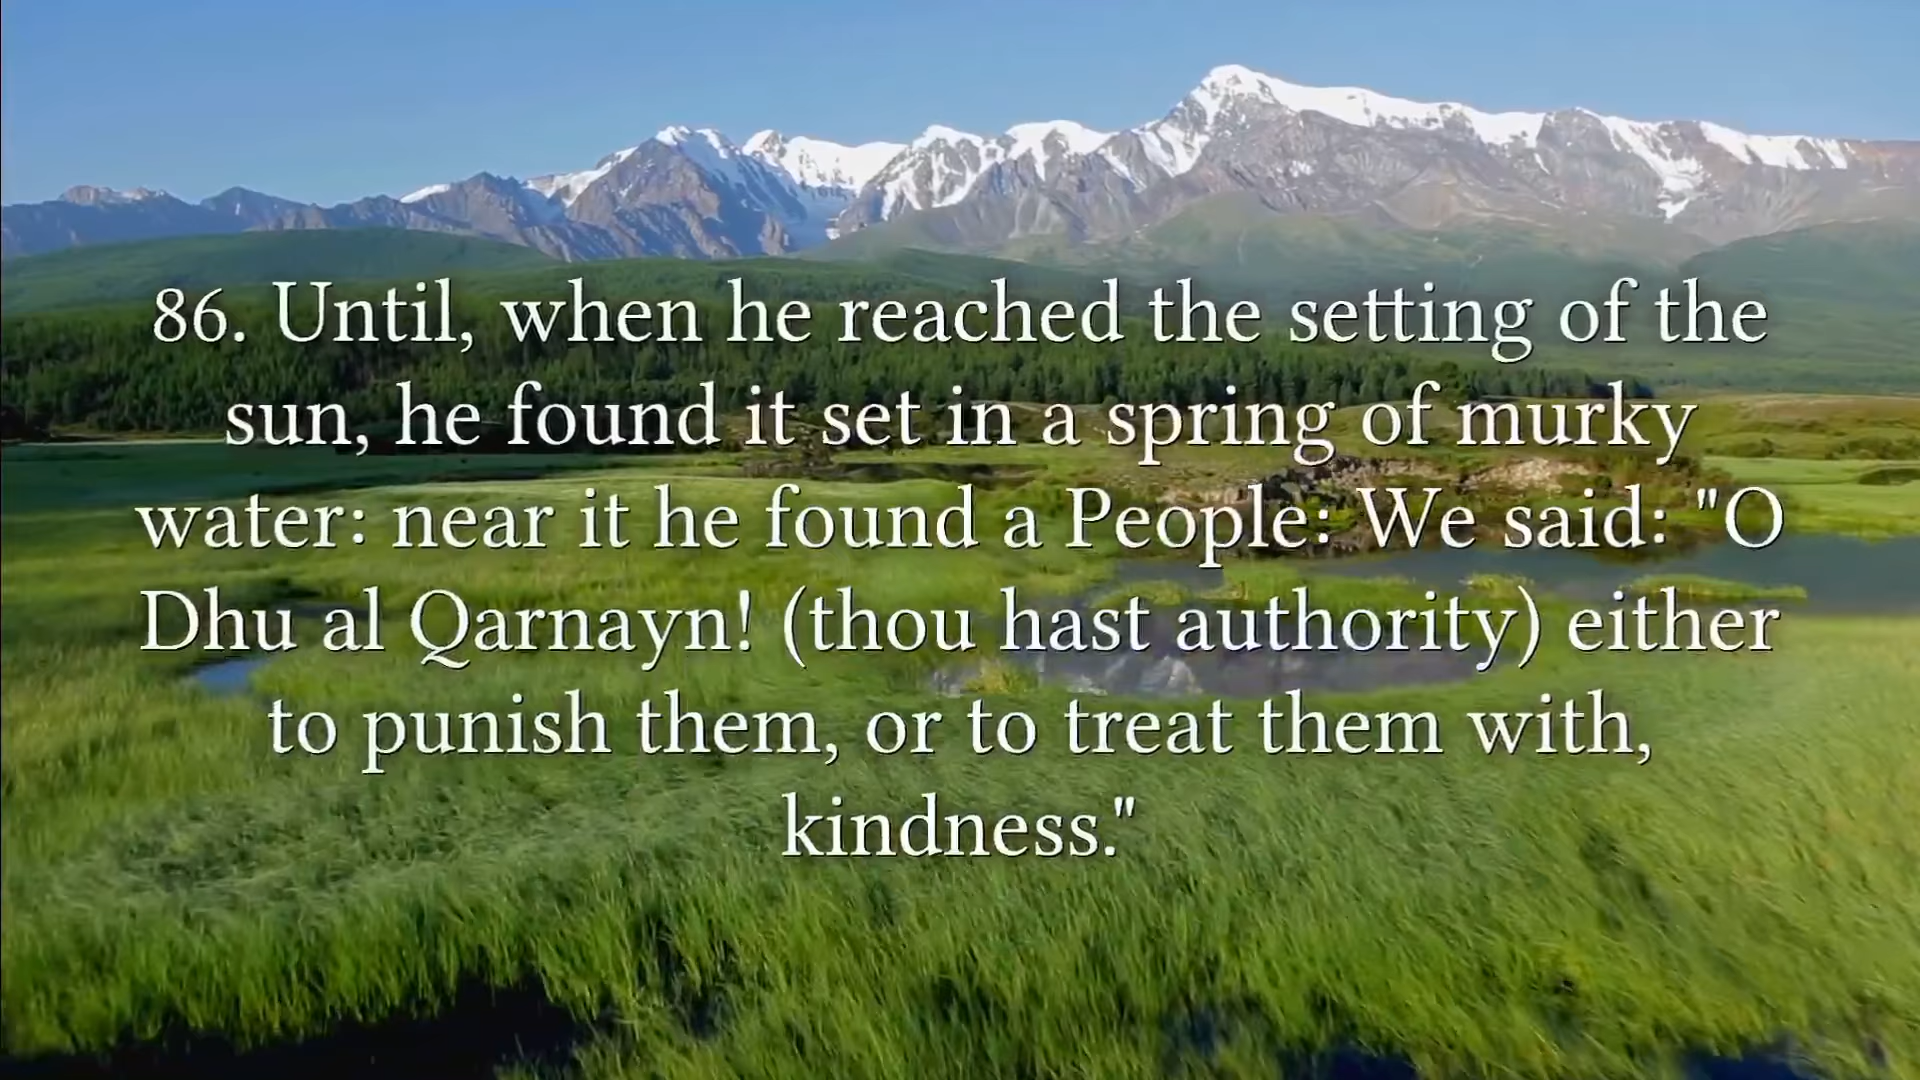 86. Until, when he reached the setting of the
sun, he found it set in a spring of murky
water: near it he found a People: We said: "O
Dhu al Qarnayn! (thou hast authority) either
to punish them, or to treat them with,
kindness."